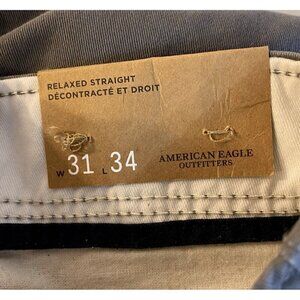 RELAXED STRAIGHT
DÉCONTRACTÉ ET DROIT
W 31 L 34
AMERICAN EAGLE
OUTFITTERS